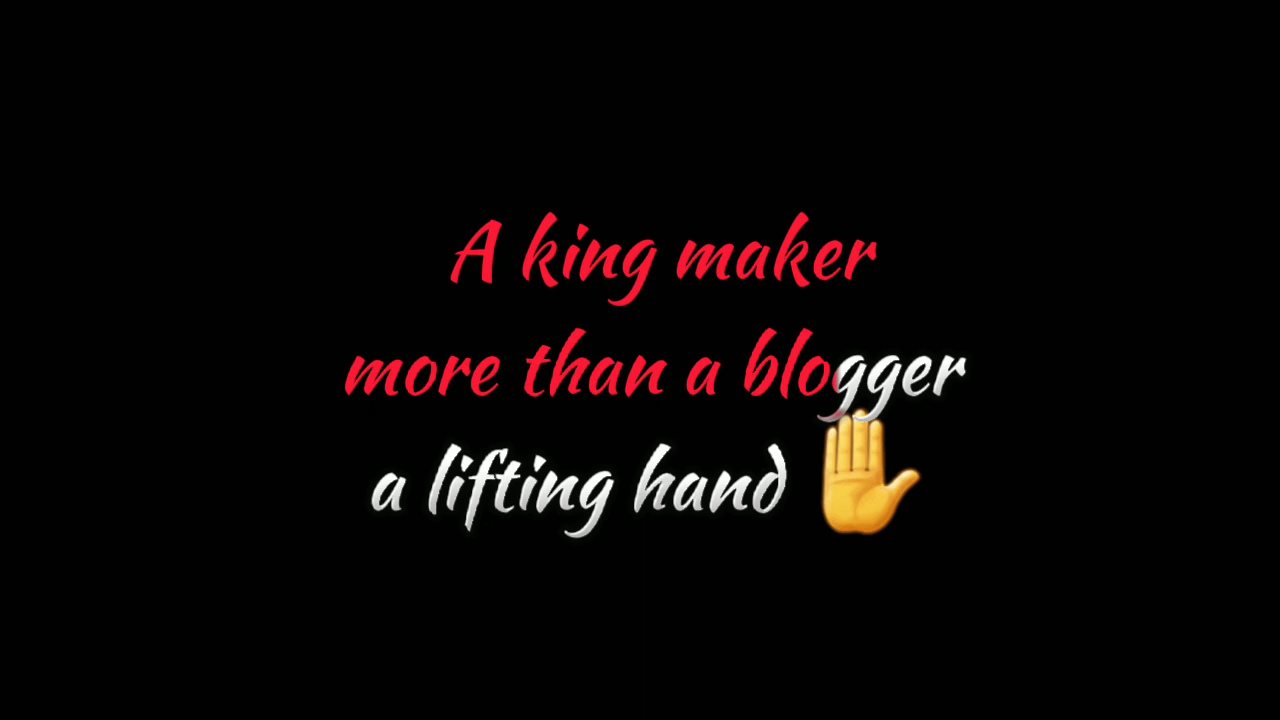 A king maker
more than a blogger
a lifting hand ✋